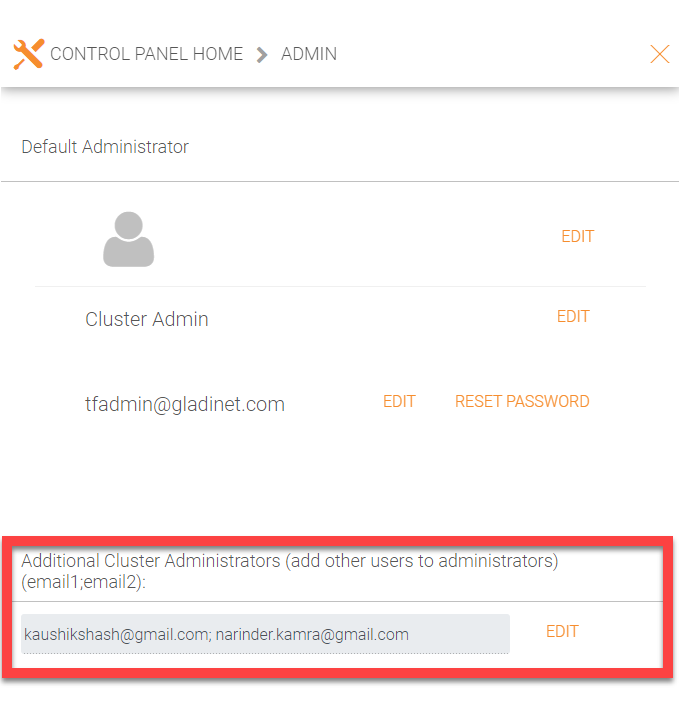 CONTROL PANEL HOME > ADMIN
Default Administrator
EDIT
Cluster Admin EDIT
tfadmin@gladinet.com EDIT RESET PASSWORD
Additional Cluster Administrators (add other users to administrators)
(email1;email2):
kaushikshash@gmail.com; narinder.kamra@gmail.com EDIT